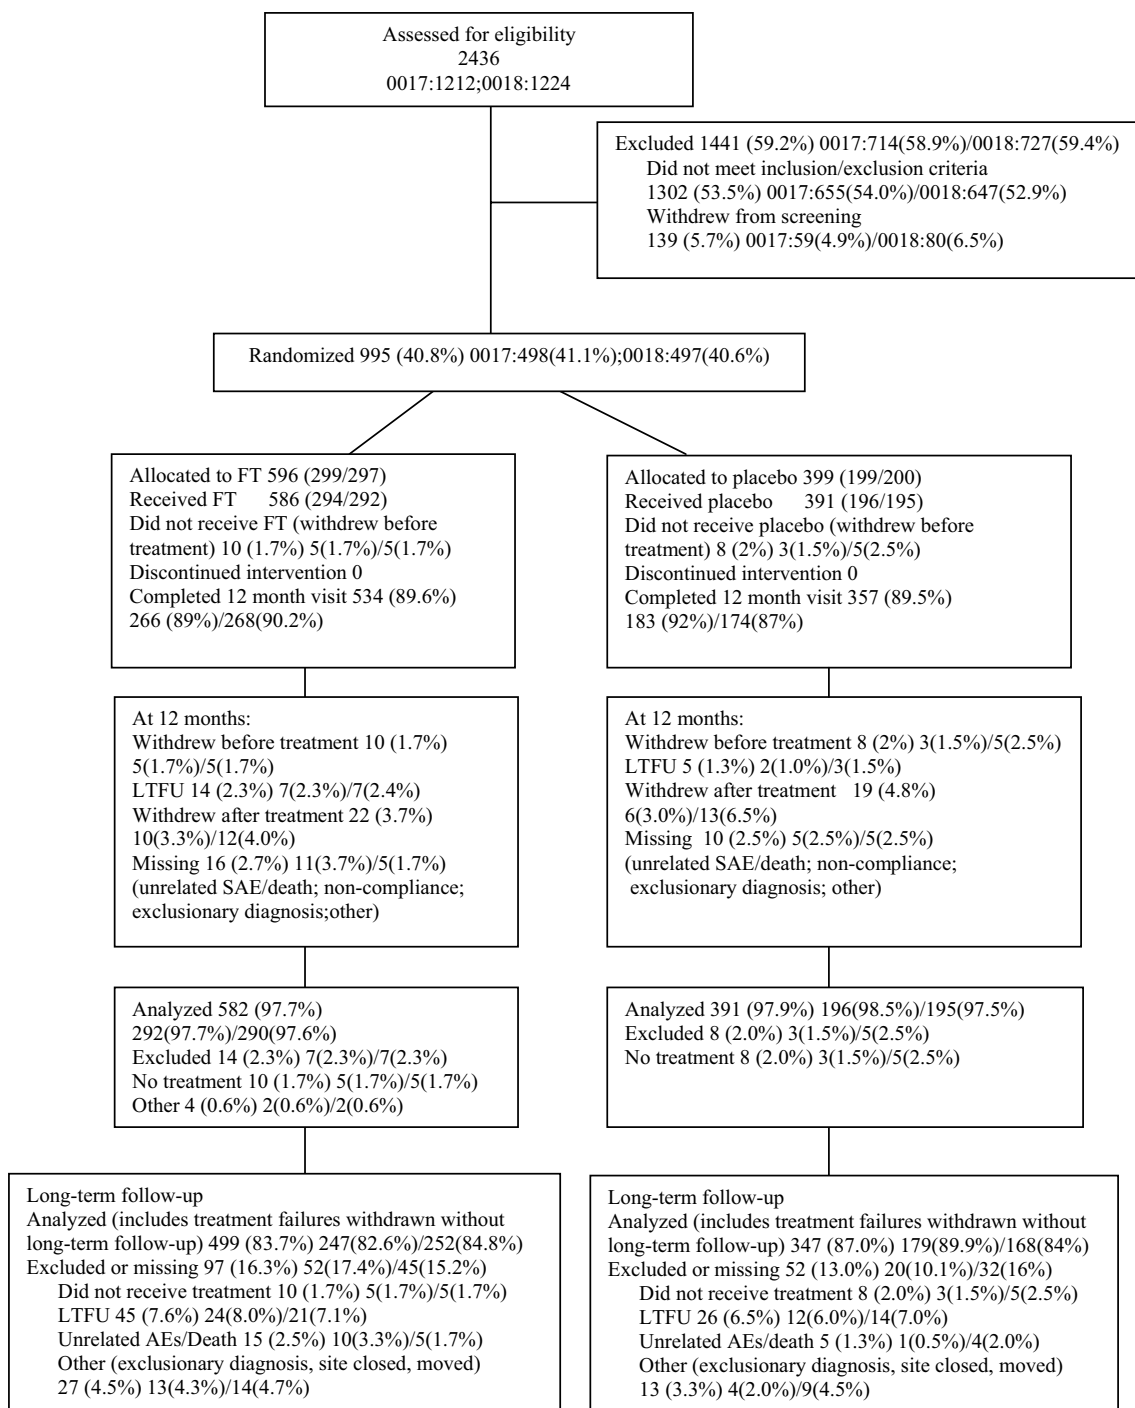 Assessed for eligibility
2436
0017:1212;0018:1224
Excluded 1441 (59.2%) 0017:714(58.9%)/0018:727(59.4%)
Did not meet inclusion/exclusion criteria
1302 (53.5%) 0017:655(54.0%)/0018:647(52.9%)
Withdrew from screening
139 (5.7%) 0017:59(4.9%)/0018:80(6.5%)
Randomized 995 (40.8%) 0017:498(41.1%);0018:497(40.6%)
Allocated to FT 596 (299/297)
Received FT 586 (294/292)
Did not receive FT (withdrew before
treatment) 10 (1.7%) 5(1.7%)/5(1.7%)
Discontinued intervention 0
Completed 12 month visit 534 (89.6%)
266 (89%)/268(90.2%)
Allocated to placebo 399 (199/200)
Received placebo 391 (196/195)
Did not receive placebo (withdrew before
treatment) 8 (2%) 3(1.5%)/5(2.5%)
Discontinued intervention 0
Completed 12 month visit 357 (89.5%)
183 (92%)/174(87%)
At 12 months:
Withdrew before treatment 10 (1.7%)
5(1.7%)/5(1.7%)
LTFU 14 (2.3%) 7(2.3%)/7(2.4%)
Withdrew after treatment 22 (3.7%)
10(3.3%)/12(4.0%)
Missing 16 (2.7%) 11(3.7%)/5(1.7%)
(unrelated SAE/death; non-compliance;
exclusionary diagnosis;other)
At 12 months:
Withdrew before treatment 8 (2%) 3(1.5%)/5(2.5%)
LTFU 5 (1.3%) 2(1.0%)/3(1.5%)
Withdrew after treatment 19 (4.8%)
6(3.0%)/13(6.5%)
Missing 10 (2.5%) 5(2.5%)/5(2.5%)
(unrelated SAE/death; non-compliance;
exclusionary diagnosis; other)
Analyzed 582 (97.7%)
292(97.7%)/290(97.6%)
Excluded 14 (2.3%) 7(2.3%)/7(2.3%)
No treatment 10 (1.7%) 5(1.7%)/5(1.7%)
Other 4 (0.6%) 2(0.6%)/2(0.6%)
Analyzed 391 (97.9%) 196(98.5%)/195(97.5%)
Excluded 8 (2.0%) 3(1.5%)/5(2.5%)
No treatment 8 (2.0%) 3(1.5%)/5(2.5%)
Long-term follow-up
Analyzed (includes treatment failures withdrawn without
long-term follow-up) 499 (83.7%) 247(82.6%)/252(84.8%)
Excluded or missing 97 (16.3%) 52(17.4%)/45(15.2%)
Did not receive treatment 10 (1.7%) 5(1.7%)/5(1.7%)
LTFU 45 (7.6%) 24(8.0%)/21(7.1%)
Unrelated AEs/Death 15 (2.5%) 10(3.3%)/5(1.7%)
Other (exclusionary diagnosis, site closed, moved)
27 (4.5%) 13(4.3%)/14(4.7%)
Long-term follow-up
Analyzed (includes treatment failures withdrawn without
long-term follow-up) 347 (87.0%) 179(89.9%)/168(84%)
Excluded or missing 52 (13.0%) 20(10.1%)/32(16%)
Did not receive treatment 8 (2.0%) 3(1.5%)/5(2.5%)
LTFU 26 (6.5%) 12(6.0%)/14(7.0%)
Unrelated AEs/death 5 (1.3%) 1(0.5%)/4(2.0%)
Other (exclusionary diagnosis, site closed, moved)
13 (3.3%) 4(2.0%)/9(4.5%)